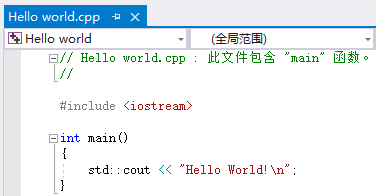 Hello world.cpp
Hello world
(全局范围)
// Hello world.cpp : 此文件包含 "main" 函数。
//
#include <iostream>
int main()
{
    std::cout << "Hello World!\n";
}